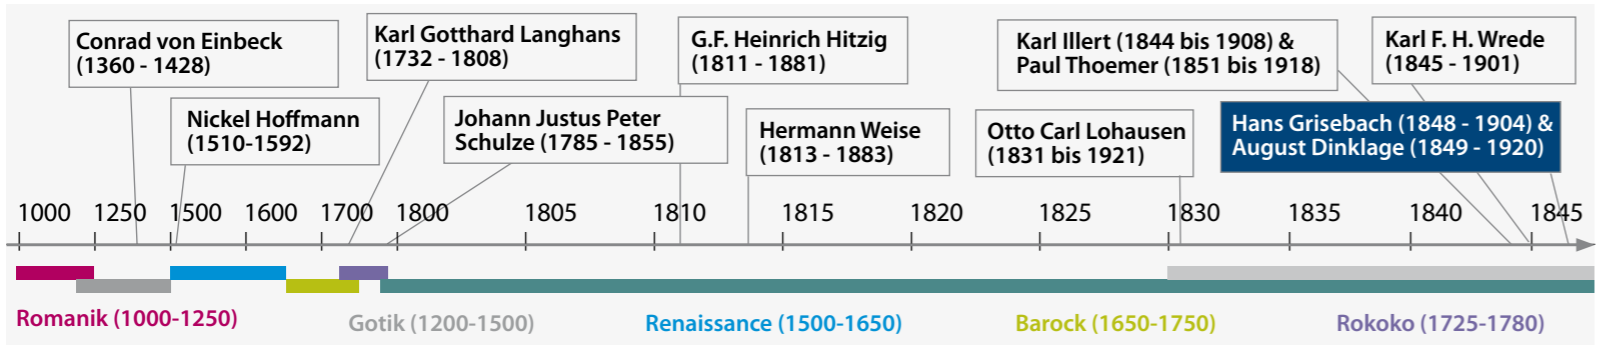 Conrad von Einbeck
(1360 - 1428)
Karl Gotthard Langhans
(1732 - 1808)
G.F. Heinrich Hitzig
(1811 - 1881)
Karl Illert (1844 bis 1908) &
Paul Thoemer (1851 bis 1918)
Karl F. H. Wrede
(1845 - 1901)
Nickel Hoffmann
(1510-1592)
Johann Justus Peter
Schulze (1785 - 1855)
Hermann Weise
(1813 - 1883)
Otto Carl Lohausen
(1831 bis 1921)
Hans Grisebach (1848 - 1904) &
August Dinklage (1849 - 1920)
1000 1250 1500 1600 1700 1800 1805 1810 1815 1820 1825 1830 1835 1840 1845
Romanik (1000-1250) Gotik (1200-1500) Renaissance (1500-1650) Barock (1650-1750) Rokoko (1725-1780)